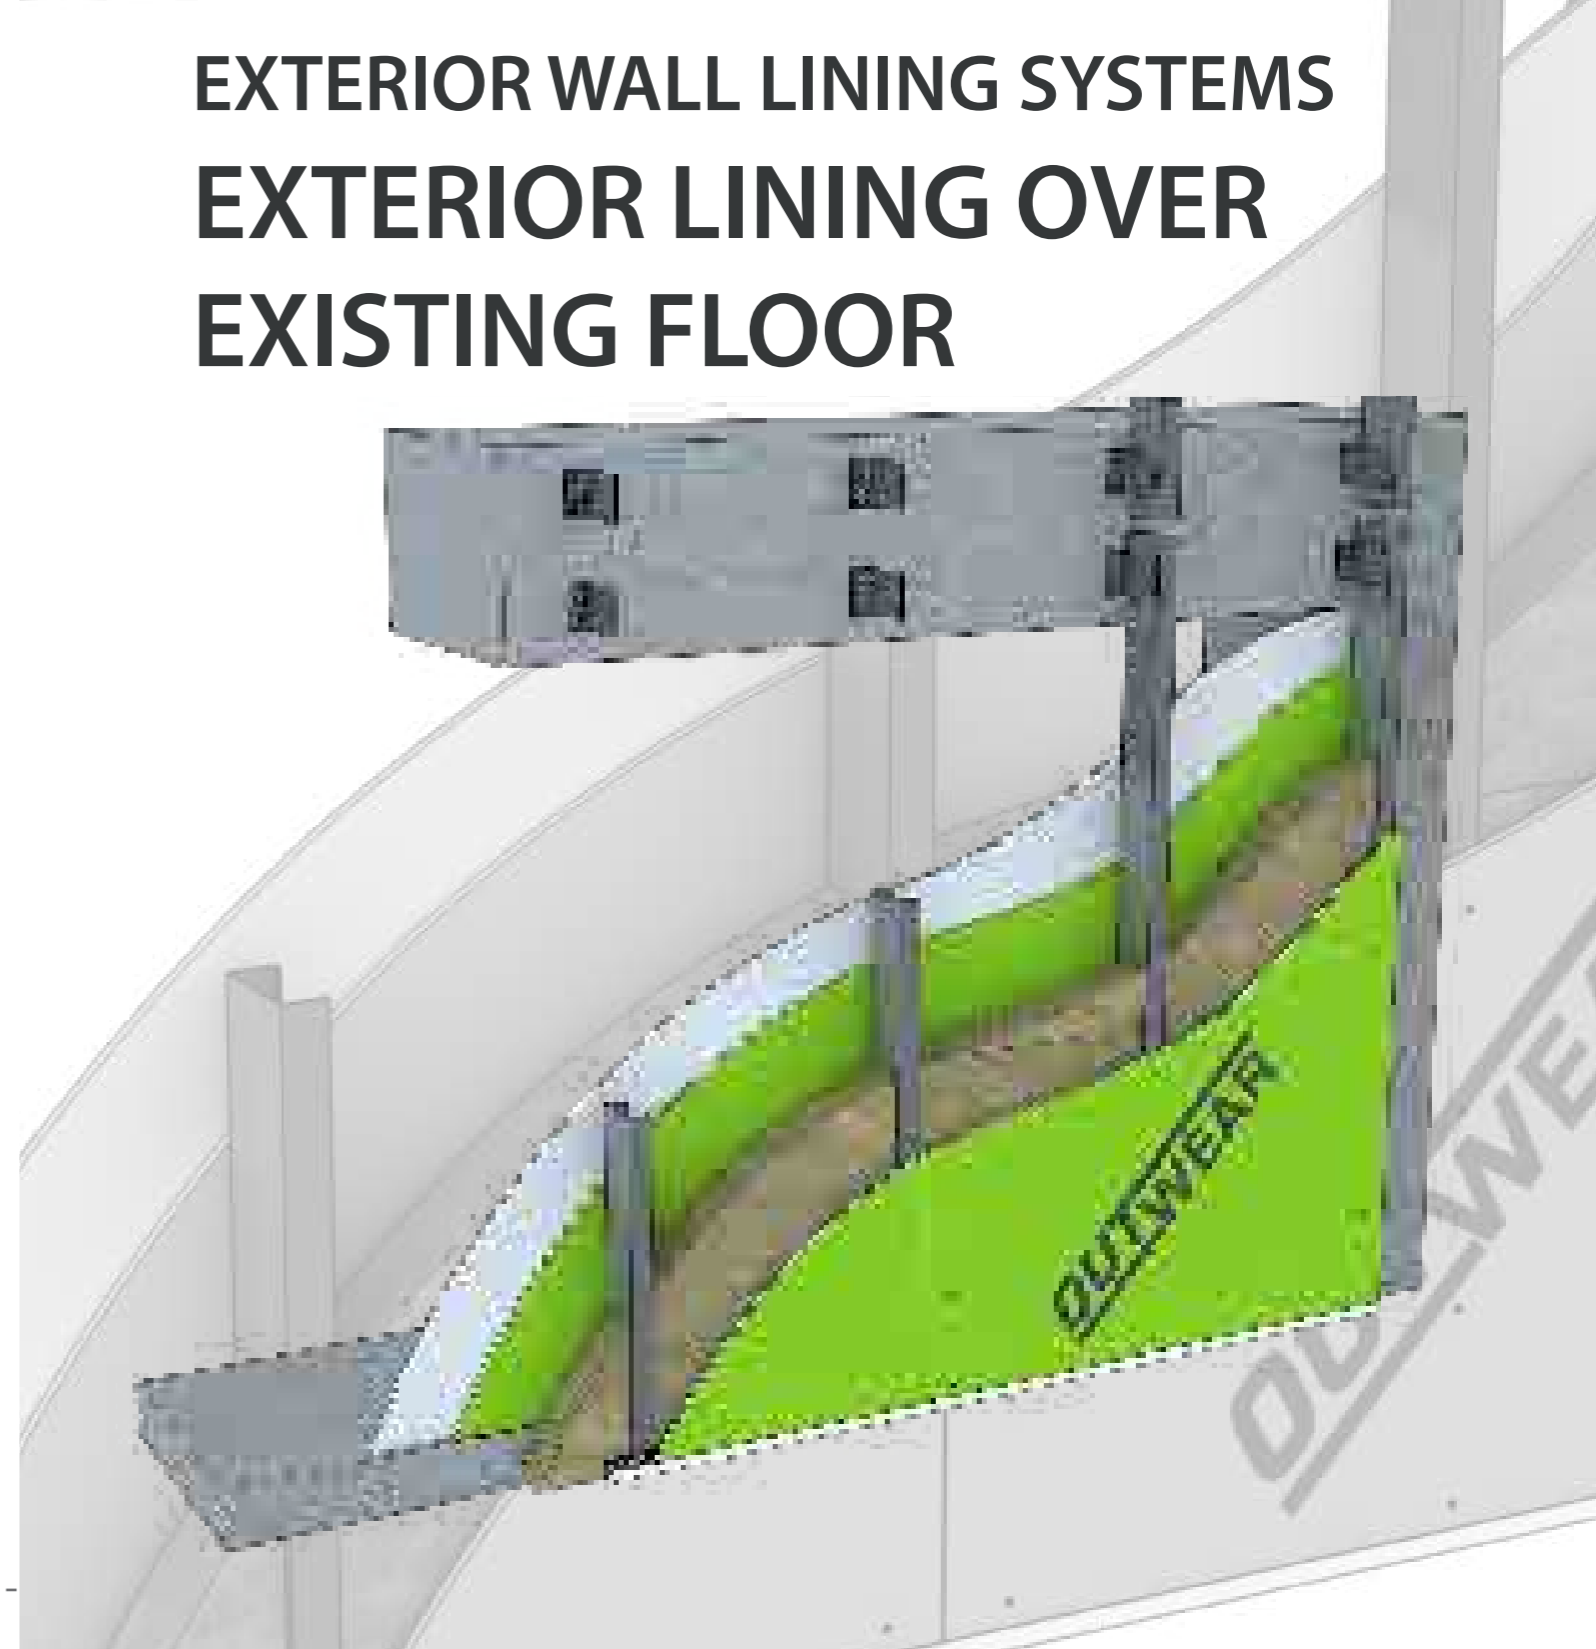 EXTERIOR WALL LINING SYSTEMS
EXTERIOR LINING OVER
EXISTING FLOOR
OUTWEAR